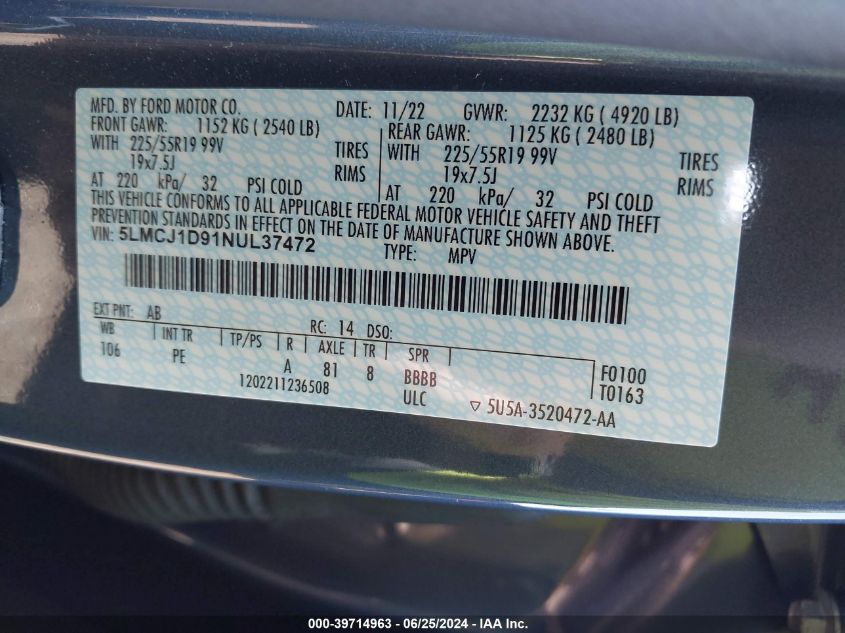 MFD. BY FORD MOTOR CO. DATE: 11/22 GVWR: 2232 KG ( 4920 LB)
FRONT GAWR: 1152 KG ( 2540 LB) REAR GAWR: 1125 KG ( 2480 LB)
WITH 225/55R19 99V TIRES WITH 225/55R19 99V TIRES
19x7.5J RIMS 19x7.5J RIMS
AT 220 kPa/ 32 PSI COLD AT 220 kPa/ 32 PSI COLD
THIS VEHICLE CONFORMS TO ALL APPLICABLE FEDERAL MOTOR VEHICLE SAFETY AND THEFT
PREVENTION STANDARDS IN EFFECT ON THE DATE OF MANUFACTURE SHOWN ABOVE.
VIN: 5LMCJ1D91NUL37472 TYPE: MPV
EXT PNT: AB RC: 14 DSO:
WB INT TR TP/PS R AXLE TR SPR F0100
106 PE A 81 8 BBBB T0163
1202211236508 ULC ▽ 5U5A-3520472-AA
000-39714963 - 06/25/2024 - IAA Inc.